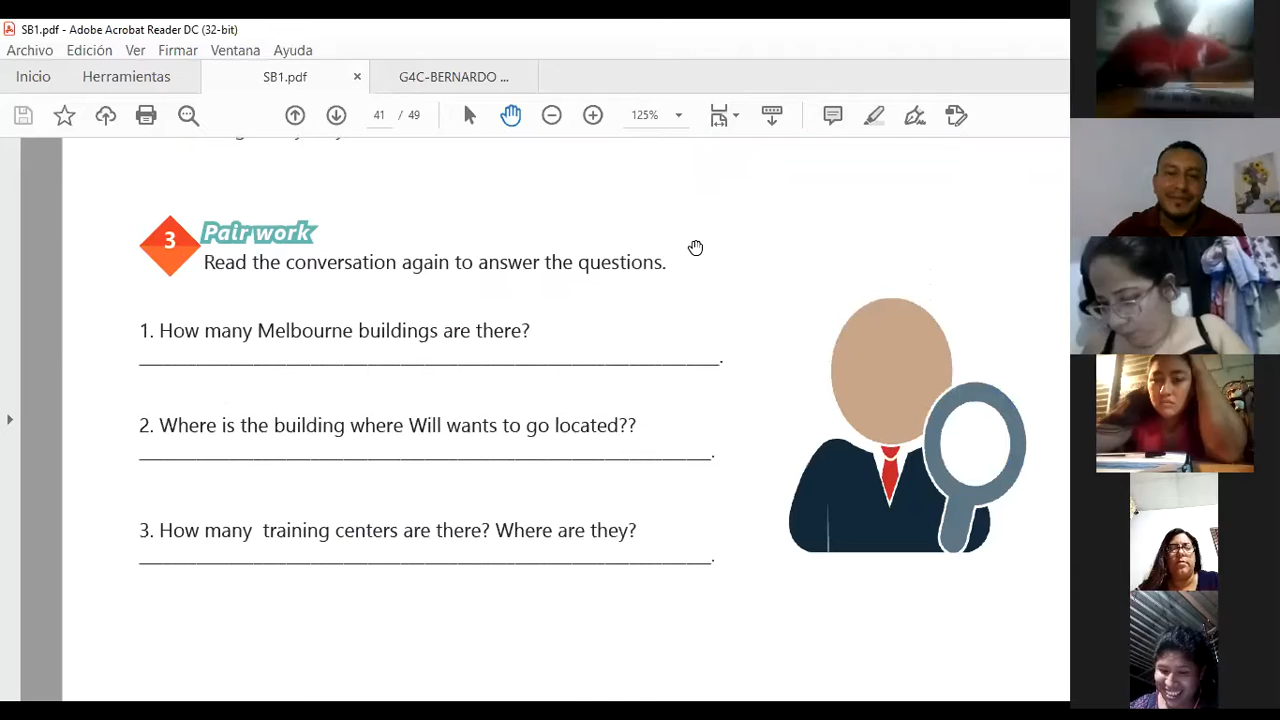 SB1.pdf - Adobe Acrobat Reader DC (32-bit)
Archivo Edición Ver Firmar Ventana Ayuda
Inicio Herramientas SB1.pdf × G4C-BERNARDO ...
41 / 49 125%
3 Pair work
Read the conversation again to answer the questions.
1. How many Melbourne buildings are there?
2. Where is the building where Will wants to go located??
3. How many training centers are there? Where are they?